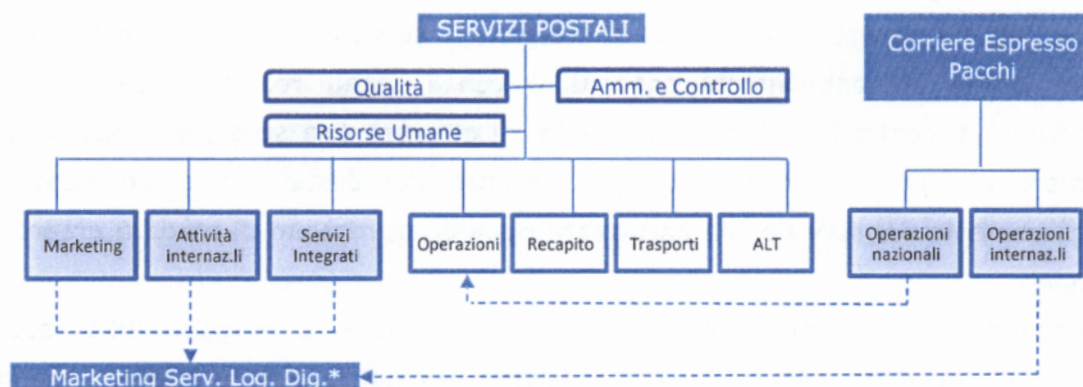 SERVIZI POSTALI
Corriere Espresso
Pacchi
Qualità
Amm. e Controllo
Risorse Umane
Marketing
Attività
internaz.li
Servizi
Integrati
Operazioni
Recapito
Trasporti
ALT
Operazioni
nazionali
Operazioni
internaz.li
Marketing Serv. Log. Dig.*